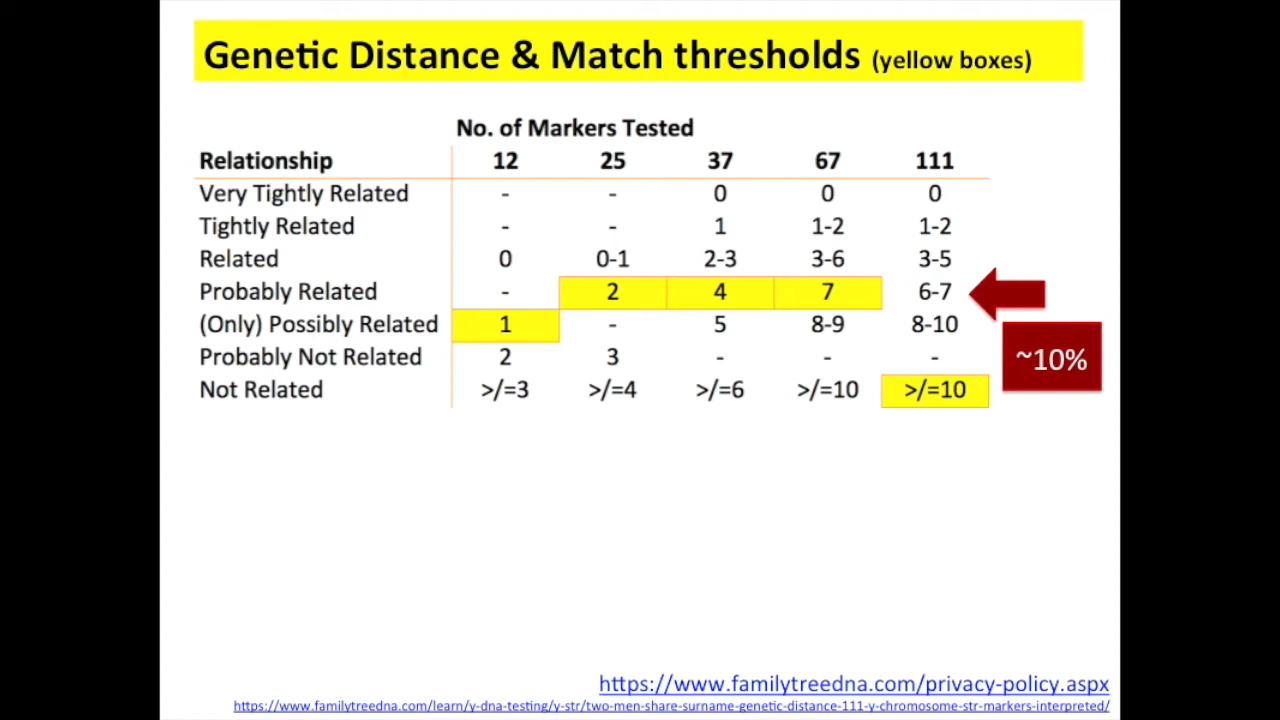 Genetic Distance & Match thresholds (yellow boxes)
No. of Markers Tested
Relationship 12 25 37 67 111
Very Tightly Related - - 0 0 0
Tightly Related - - 1 1-2 1-2
Related 0 0-1 2-3 3-6 3-5
Probably Related - 2 4 7 6-7
(Only) Possibly Related 1 - 5 8-9 8-10
Probably Not Related 2 3 - - -
~10%
Not Related >/=3 >/=4 >/=6 >/=10 >/=10
https://www.familytreedna.com/privacy-policy.aspx
https://www.familytreedna.com/learn/y-dna-testing/y-str/two-men-share-surname-genetic-distance-111-y-chromosome-str-markers-interpreted/